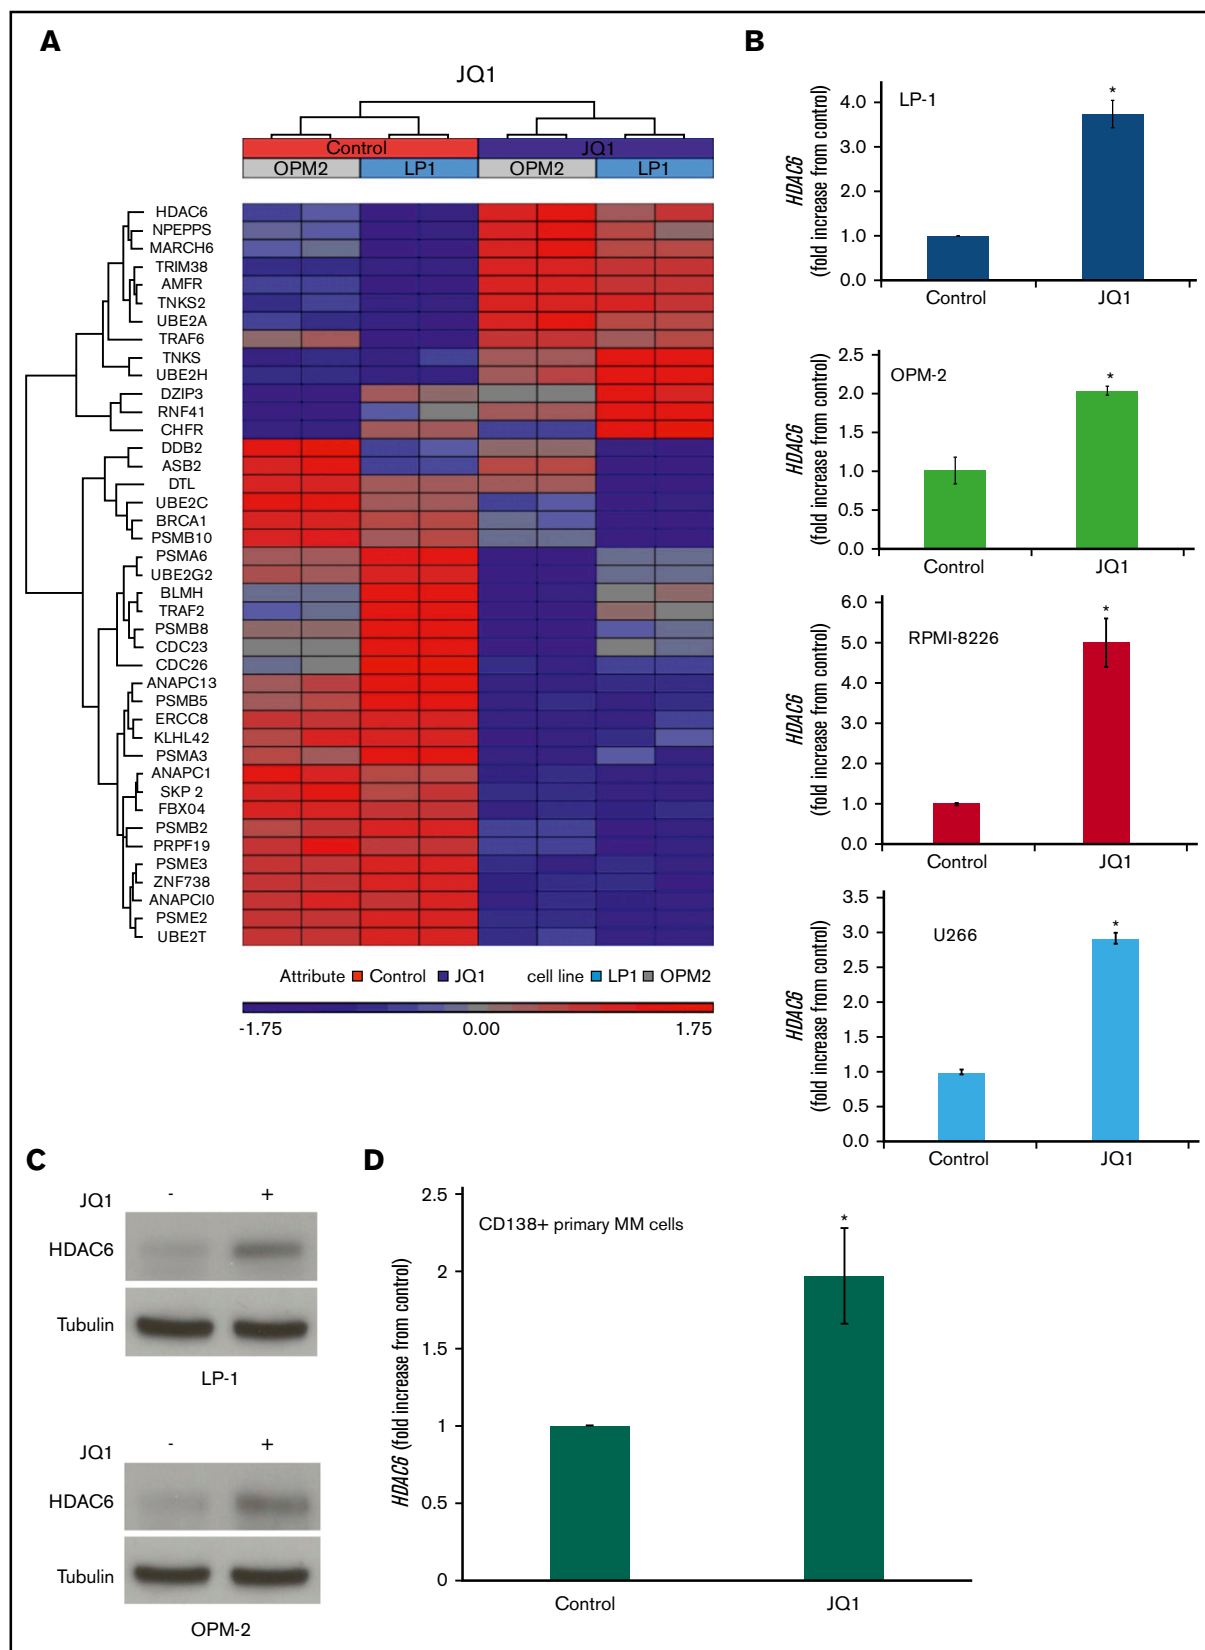 A
JQ1
Control JQ1
OPM2 LP1 OPM2 LP1
HDAC6
NPEPPS
MARCH6
TRIM38
AMFR
TNKS2
UBE2A
TRAF6
TNKS
UBE2H
DZIP3
RNF41
CHFR
DDB2
ASB2
DTL
UBE2C
BRCA1
PSMB10
PSMA6
UBE2G2
BLMH
TRAF2
PSMB8
CDC23
CDC26
ANAPC13
PSMB5
ERCC8
KLHL42
PSMA3
ANAPC1
SKP 2
FBX04
PSMB2
PRPF19
PSME3
ZNF738
ANAPCI0
PSME2
UBE2T
Attribute Control JQ1 cell line LP1 OPM2
-1.75 0.00 1.75
B
HDAC6
(fold increase from control)
LP-1
*
4.0
3.0
2.0
1.0
0.0
Control JQ1
HDAC6
(fold increase from control)
OPM-2
*
2.5
2.0
1.5
1.0
0.5
0.0
Control JQ1
HDAC6
(fold increase from control)
RPMI-8226
*
6.0
5.0
4.0
3.0
2.0
1.0
0.0
Control JQ1
HDAC6
(fold increase from control)
U266
*
3.5
3.0
2.5
2.0
1.5
1.0
0.5
0.0
Control JQ1
C
JQ1 - +
HDAC6
Tubulin
LP-1
JQ1 - +
HDAC6
Tubulin
OPM-2
D
HDAC6 (fold increase from control)
CD138+ primary MM cells
*
2.5
2
1.5
1
0.5
0
Control JQ1